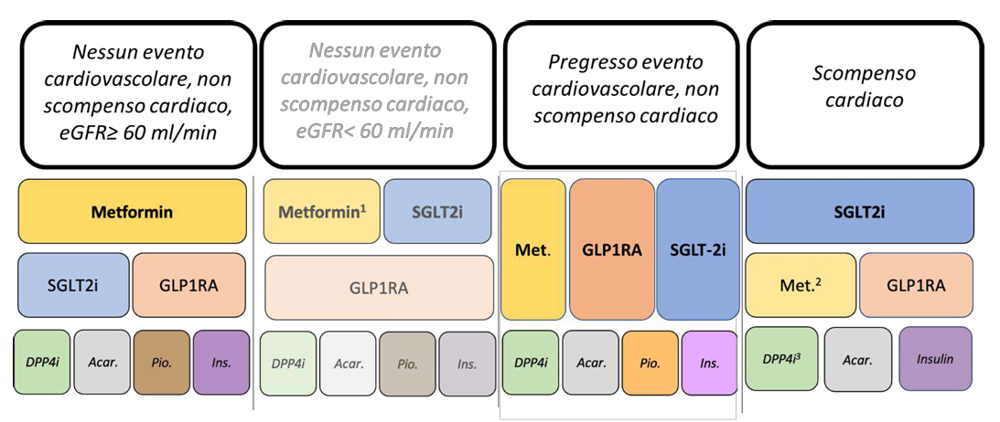 Nessun evento
cardiovascolare, non
scompenso cardiaco,
eGFR≥ 60 ml/min
Nessun evento
cardiovascolare, non
scompenso cardiaco,
eGFR< 60 ml/min
Pregresso evento
cardiovascolare, non
scompenso cardiaco
Scompenso
cardiaco
Metformin
SGLT2i
GLP1RA
DPP4i
Acar.
Pio.
Ins.
Metformin¹
SGLT2i
GLP1RA
DPP4i
Acar.
Pio.
Ins.
Met.
GLP1RA
SGLT-2i
DPP4i
Acar.
Pio.
Ins.
SGLT2i
Met.²
GLP1RA
DPP4i³
Acar.
Insulin